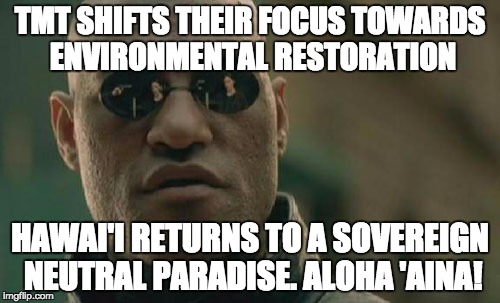 TMT SHIFTS THEIR FOCUS TOWARDS
ENVIRONMENTAL RESTORATION
HAWAI'I RETURNS TO A SOVEREIGN
NEUTRAL PARADISE. ALOHA 'AINA!
imgflip.com